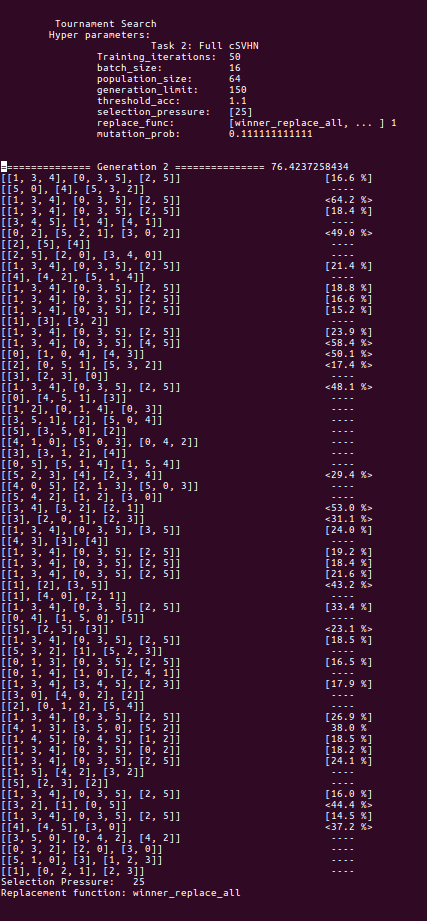 Tournament Search
Hyper parameters:
Task 2: Full cSVHN
Training_iterations: 50
batch_size: 16
population_size: 64
generation_limit: 150
threshold_acc: 1.1
selection_pressure: [25]
replace_func: [winner_replace_all, ... ] 1
mutation_prob: 0.111111111111
=============== Generation 2 =============== 76.4237258434
[[1, 3, 4], [0, 3, 5], [2, 5]] [16.6 %]
[[5, 0], [4], [5, 3, 2]] ----
[[1, 3, 4], [0, 3, 5], [2, 5]] <64.2 %>
[[1, 3, 4], [0, 3, 5], [2, 5]] [18.4 %]
[[3, 4, 5], [1, 4], [4, 1]] ----
[[0, 2], [5, 2, 1], [3, 0, 2]] <49.0 %>
[[2], [5], [4]] ----
[[2, 5], [2, 0], [3, 4, 0]] ----
[[1, 3, 4], [0, 3, 5], [2, 5]] [21.4 %]
[[4], [4, 2], [5, 1, 4]] ----
[[1, 3, 4], [0, 3, 5], [2, 5]] [18.8 %]
[[1, 3, 4], [0, 3, 5], [2, 5]] [16.6 %]
[[1, 3, 4], [0, 3, 5], [2, 5]] [15.2 %]
[[1], [3], [3, 2]] ----
[[1, 3, 4], [0, 3, 5], [2, 5]] [23.9 %]
[[1, 3, 4], [0, 3, 5], [4, 5]] <58.4 %>
[[0], [1, 0, 4], [4, 3]] <50.1 %>
[[2], [0, 5, 1], [5, 3, 2]] <17.4 %>
[[3], [2, 3], [0]] ----
[[1, 3, 4], [0, 3, 5], [2, 5]] <48.1 %>
[[0], [4, 5, 1], [3]] ----
[[1, 2], [0, 1, 4], [0, 3]] ----
[[3, 5, 1], [2], [5, 0, 4]] ----
[[5], [3, 5, 0], [2]] ----
[[4, 1, 0], [5, 0, 3], [0, 4, 2]] ----
[[3], [3, 1, 2], [4]] ----
[[0, 5], [5, 1, 4], [1, 5, 4]] ----
[[5, 2, 3], [4], [2, 3, 4]] <29.4 %>
[[4, 0, 5], [2, 1, 3], [5, 0, 3]] ----
[[5, 4, 2], [1, 2], [3, 0]] ----
[[3, 4], [3, 2], [2, 1]] <53.0 %>
[[3], [2, 0, 1], [2, 3]] <31.1 %>
[[1, 3, 4], [0, 3, 5], [3, 5]] [24.0 %]
[[4, 3], [3], [4]] ----
[[1, 3, 4], [0, 3, 5], [2, 5]] [19.2 %]
[[1, 3, 4], [0, 3, 5], [2, 5]] [18.4 %]
[[1, 3, 4], [0, 3, 5], [2, 5]] [21.6 %]
[[1], [2], [3, 5]] <43.2 %>
[[1], [4, 0], [2, 1]] ----
[[1, 3, 4], [0, 3, 5], [2, 5]] [33.4 %]
[[0, 4], [1, 5, 0], [5]] ----
[[5], [2, 5], [3]] <23.1 %>
[[1, 3, 4], [0, 3, 5], [2, 5]] [18.5 %]
[[5, 3, 2], [1], [5, 2, 3]] ----
[[0, 1, 3], [0, 3, 5], [2, 5]] [16.5 %]
[[0, 1, 4], [1, 0], [2, 4, 1]] ----
[[1, 3, 4], [3, 4, 5], [2, 3]] [17.9 %]
[[3, 0], [4, 0, 2], [2]] ----
[[2], [0, 1, 2], [5, 4]] ----
[[1, 3, 4], [0, 3, 5], [2, 5]] [26.9 %]
[[4, 1, 3], [3, 5, 0], [5, 2]] 38.0 %
[[1, 4, 5], [0, 4, 5], [1, 2]] [18.5 %]
[[1, 3, 4], [0, 3, 5], [0, 2]] [18.2 %]
[[1, 3, 4], [0, 3, 5], [2, 5]] [24.1 %]
[[1, 5], [4, 2], [3, 2]] ----
[[5], [2, 3], [2]] ----
[[1, 3, 4], [0, 3, 5], [2, 5]] [16.0 %]
[[3, 2], [1], [0, 5]] <44.4 %>
[[1, 3, 4], [0, 3, 5], [2, 5]] [14.5 %]
[[4], [4, 5], [3, 0]] <37.2 %>
[[3, 5, 0], [0, 4, 2], [4, 2]] ----
[[0, 3, 2], [2, 0], [3, 0]] ----
[[5, 1, 0], [3], [1, 2, 3]] ----
[[1], [0, 2, 1], [2, 3]] ----
Selection Pressure: 25
Replacement function: winner_replace_all